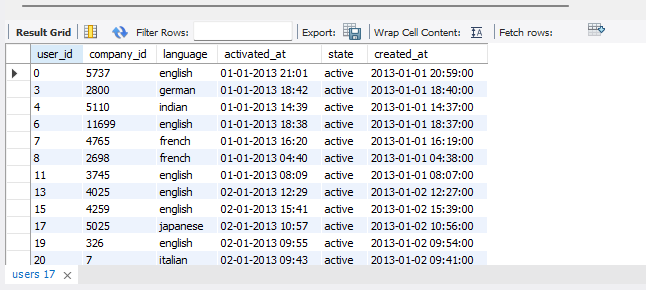 Result Grid Filter Rows: Export: Wrap Cell Content: IA Fetch rows:
user_id company_id language activated_at state created_at
0 5737 english 01-01-2013 21:01 active 2013-01-01 20:59:00
3 2800 german 01-01-2013 18:42 active 2013-01-01 18:40:00
4 5110 indian 01-01-2013 14:39 active 2013-01-01 14:37:00
6 11699 english 01-01-2013 18:38 active 2013-01-01 18:37:00
7 4765 french 01-01-2013 16:20 active 2013-01-01 16:19:00
8 2698 french 01-01-2013 04:40 active 2013-01-01 04:38:00
11 3745 english 01-01-2013 08:09 active 2013-01-01 08:07:00
13 4025 english 02-01-2013 12:29 active 2013-01-02 12:27:00
15 4259 english 02-01-2013 15:41 active 2013-01-02 15:39:00
17 5025 japanese 02-01-2013 10:57 active 2013-01-02 10:56:00
19 326 english 02-01-2013 09:55 active 2013-01-02 09:54:00
20 7 italian 02-01-2013 09:43 active 2013-01-02 09:41:00
users 17